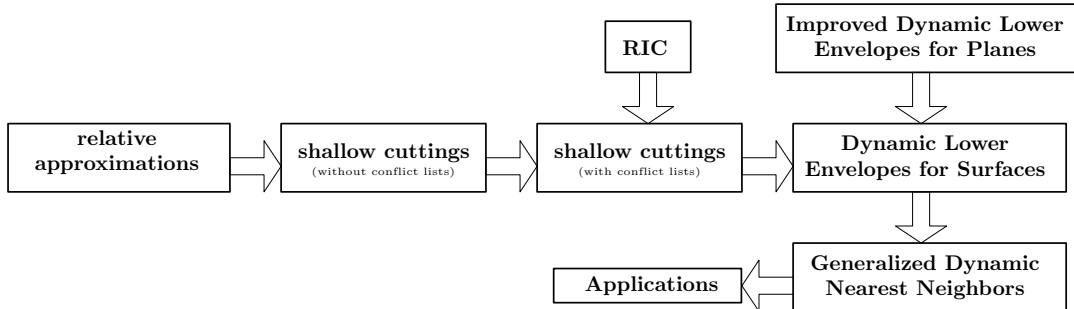 RIC
Improved Dynamic Lower
Envelopes for Planes
relative
approximations
shallow cuttings
(without conflict lists)
shallow cuttings
(with conflict lists)
Dynamic Lower
Envelopes for Surfaces
Applications
Generalized Dynamic
Nearest Neighbors